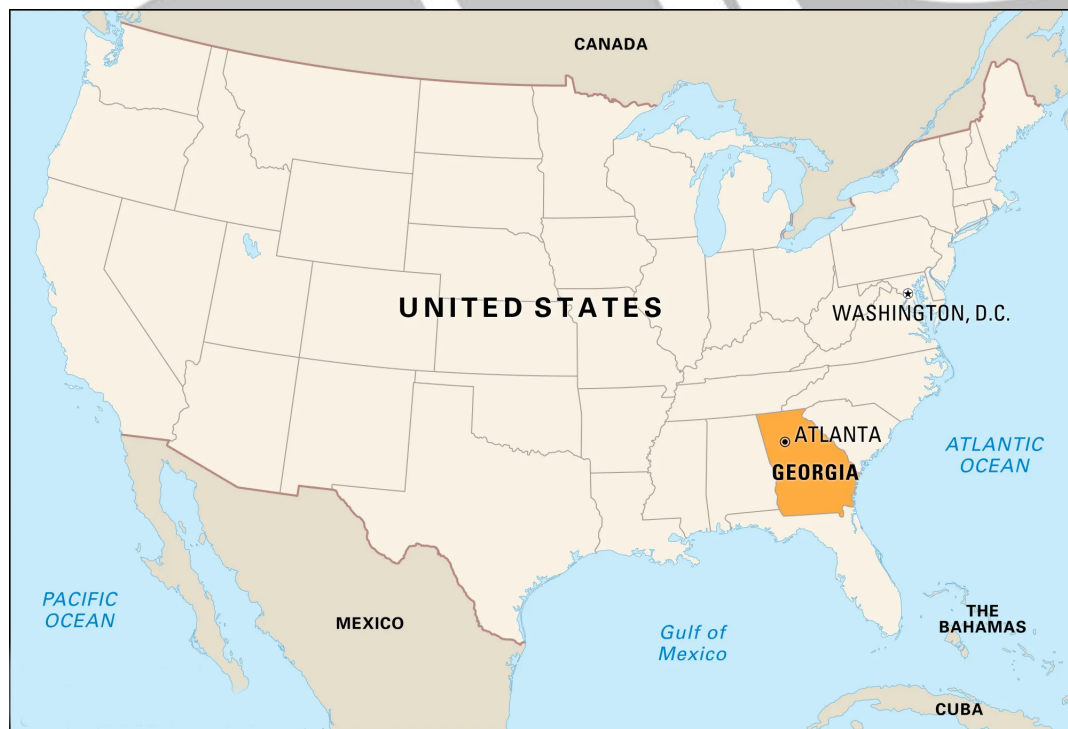 CANADA
UNITED STATES
WASHINGTON, D.C.
ATLANTA
GEORGIA
ATLANTIC
OCEAN
PACIFIC
OCEAN
MEXICO
Gulf of
Mexico
THE
BAHAMAS
CUBA